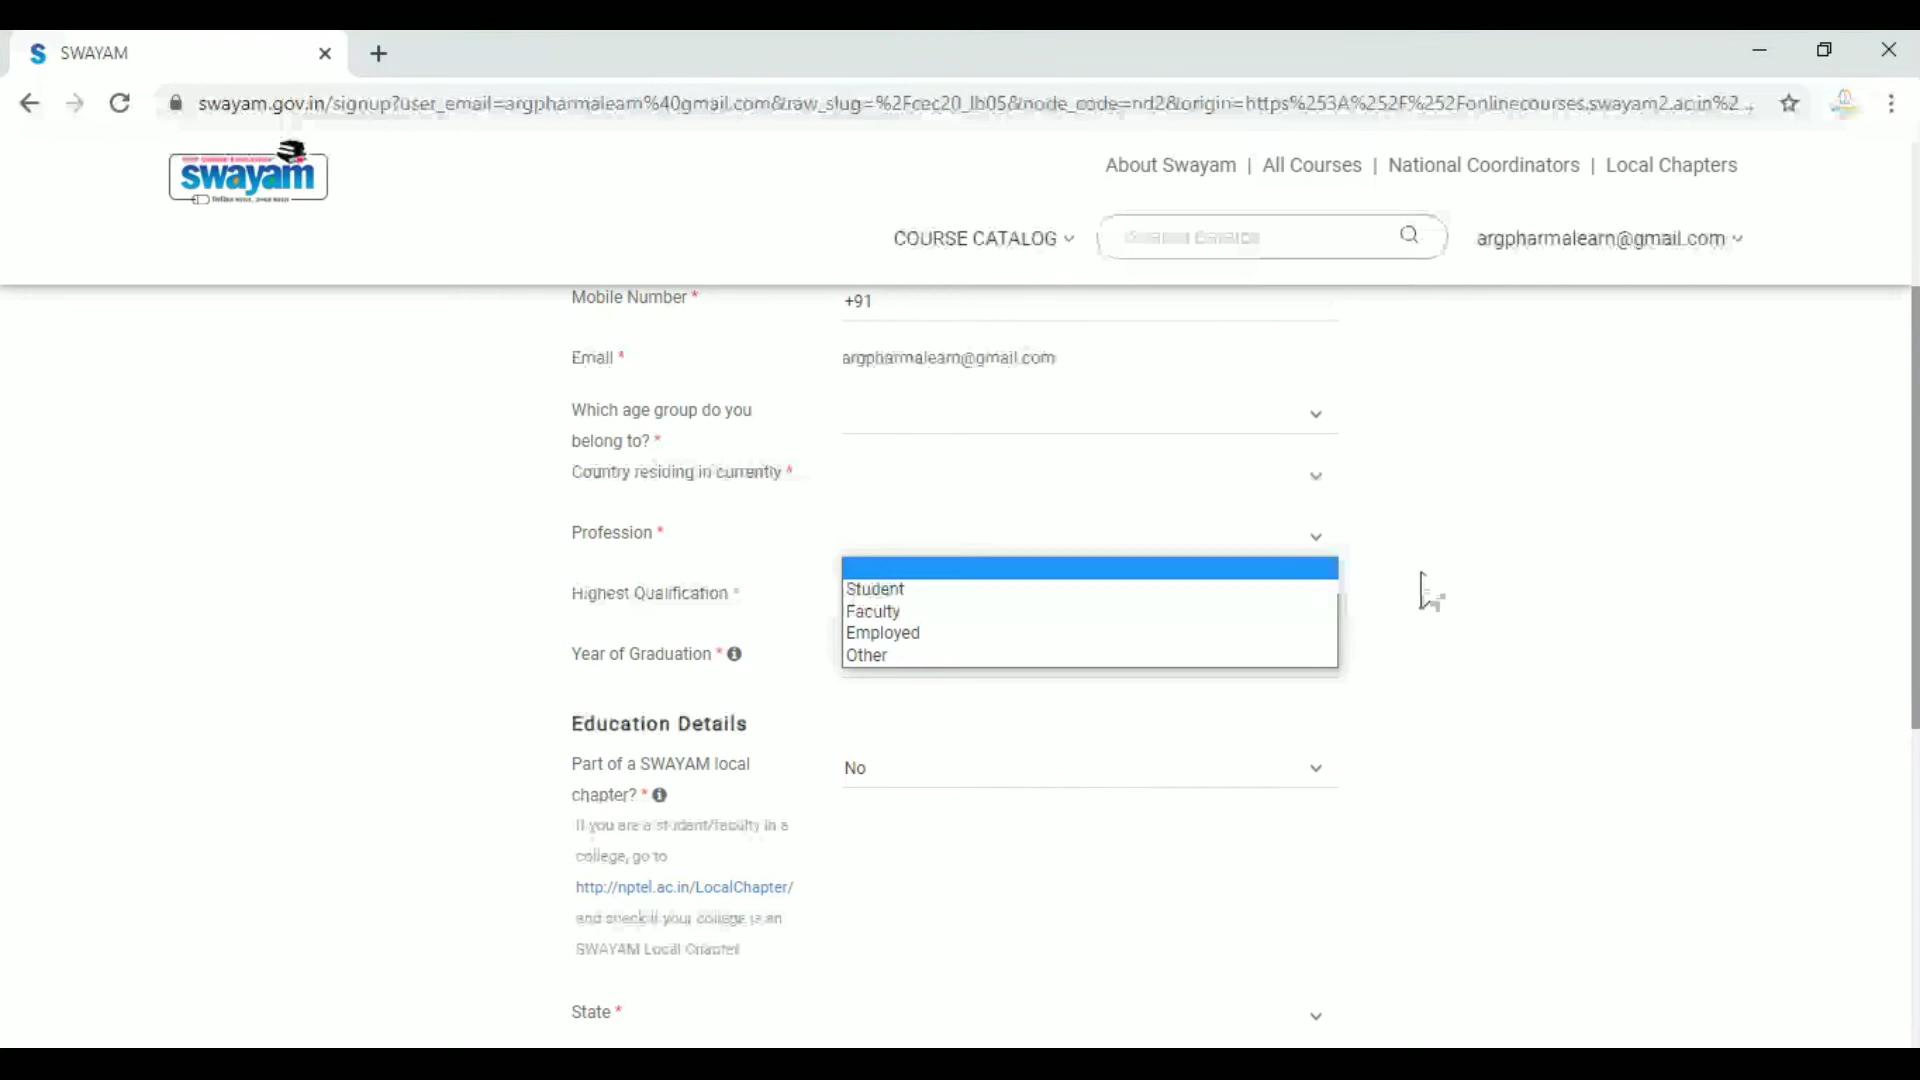 SWAYAM
swayam.gov.in/signup?user_email=argpharmalearn%40gmail.com&raw_slug=%2Fcec20_lb05&node_code=nd2&origin=https%253A%252F%252Fonlinecourses.swayam2.ac.in%2...
swayam
About Swayam | All Courses | National Coordinators | Local Chapters
COURSE CATALOG
argpharmalearn@gmail.com
Mobile Number * +91
Email * argpharmalearn@gmail.com
Which age group do you
belong to? *
Country residing in currently *
Profession *
Student
Highest Qualification *
Faculty
Employed
Year of Graduation *
Other
Education Details
Part of a SWAYAM local No
chapter? *
If you are a student/faculty in a
college, go to
http://nptel.ac.in/LocalChapter/
and check if your college is an
SWAYAM Local Chapter
State *